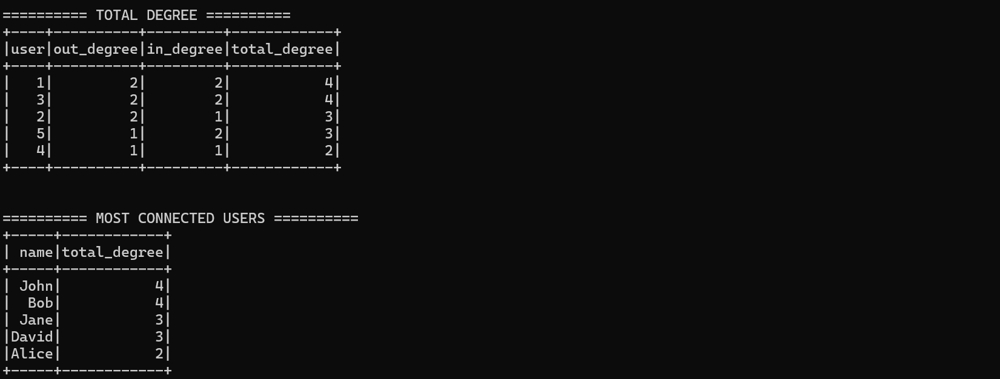 ========== TOTAL DEGREE ==========
+----+----------+---------+------------+
|user|out_degree|in_degree|total_degree|
+----+----------+---------+------------+
|   1|         2|        2|           4|
|   3|         2|        2|           4|
|   2|         2|        1|           3|
|   5|         1|        2|           3|
|   4|         1|        1|           2|
+----+----------+---------+------------+
========== MOST CONNECTED USERS ==========
+-----+------------+
| name|total_degree|
+-----+------------+
| John|           4|
|  Bob|           4|
| Jane|           3|
|David|           3|
|Alice|           2|
+-----+------------+